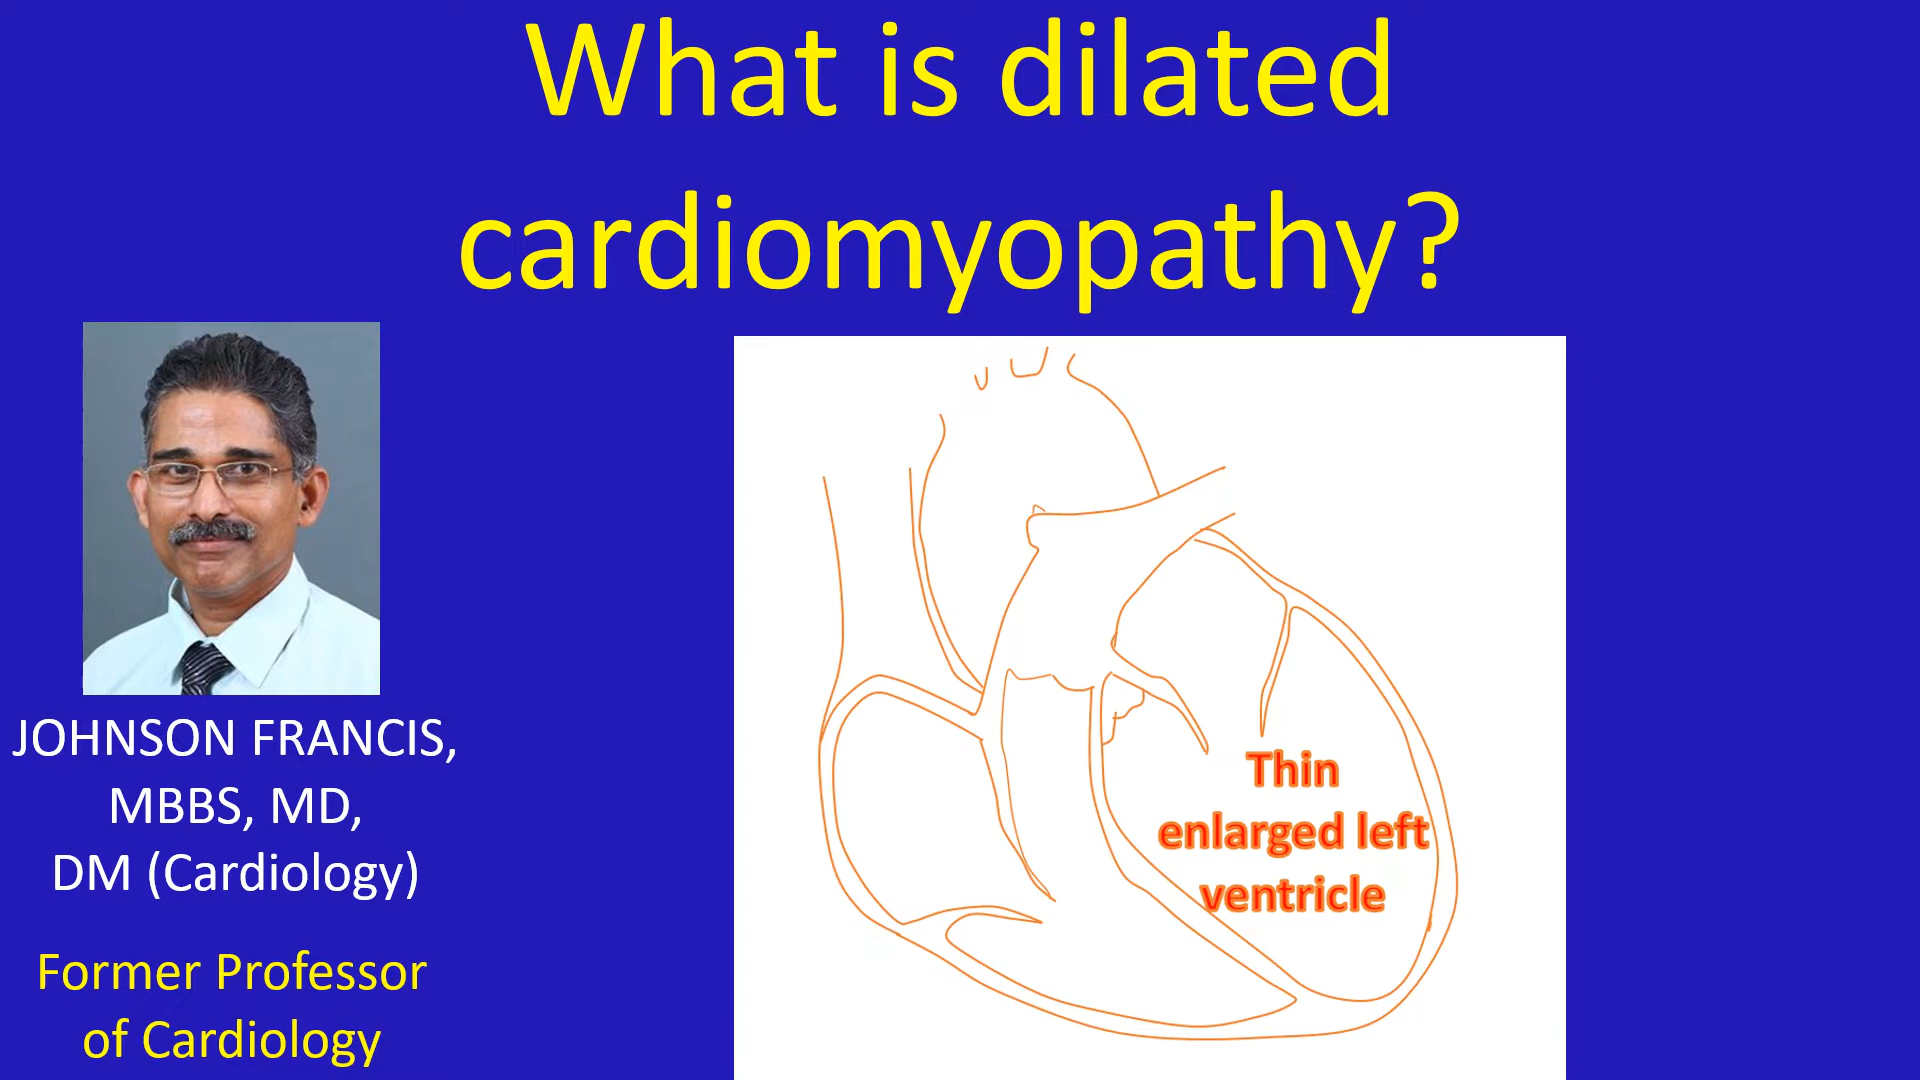 What is dilated
cardiomyopathy?
JOHNSON FRANCIS,
MBBS, MD,
DM (Cardiology)
Former Professor
of Cardiology
Thin
enlarged left
ventricle